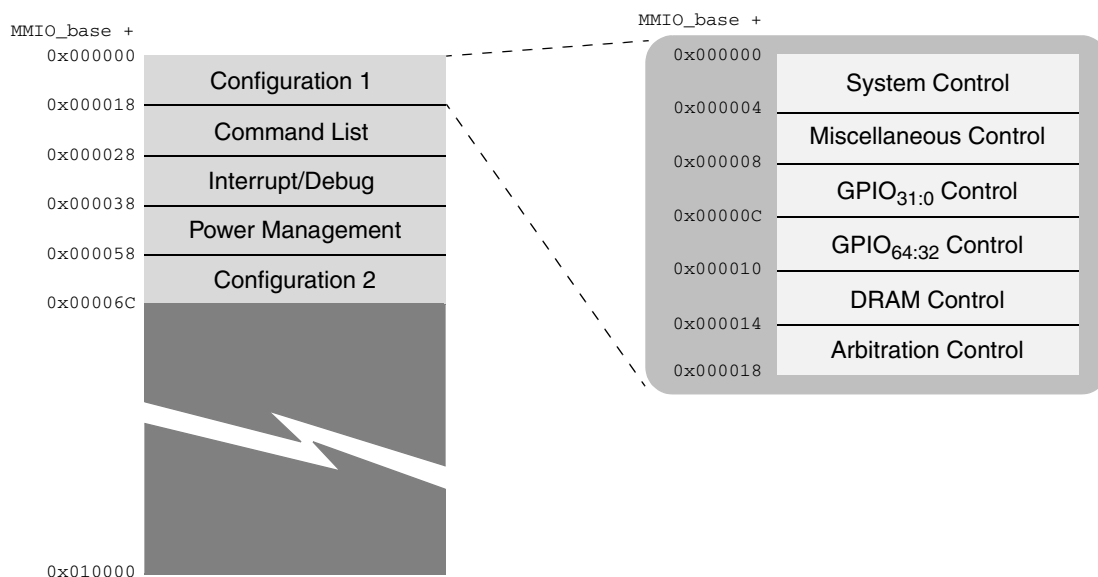 MMIO_base +
0x000000
Configuration 1
0x000018
Command List
0x000028
Interrupt/Debug
0x000038
Power Management
0x000058
Configuration 2
0x00006C
0x010000
MMIO_base +
0x000000
System Control
0x000004
Miscellaneous Control
0x000008
GPIO31:0 Control
0x00000C
GPIO64:32 Control
0x000010
DRAM Control
0x000014
Arbitration Control
0x000018